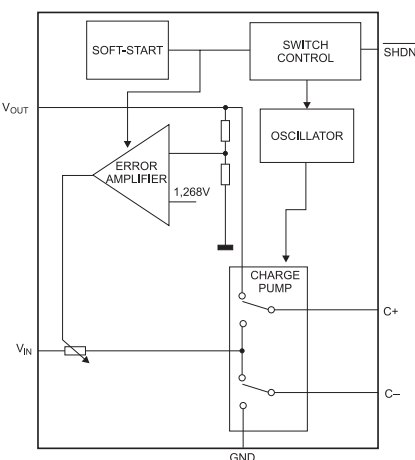 SOFT-START
SWITCH
CONTROL
SHDN
VOUT
OSCILLATOR
ERROR
AMPLIFIER
1,268V
CHARGE
PUMP
C+
VIN
C–
GND